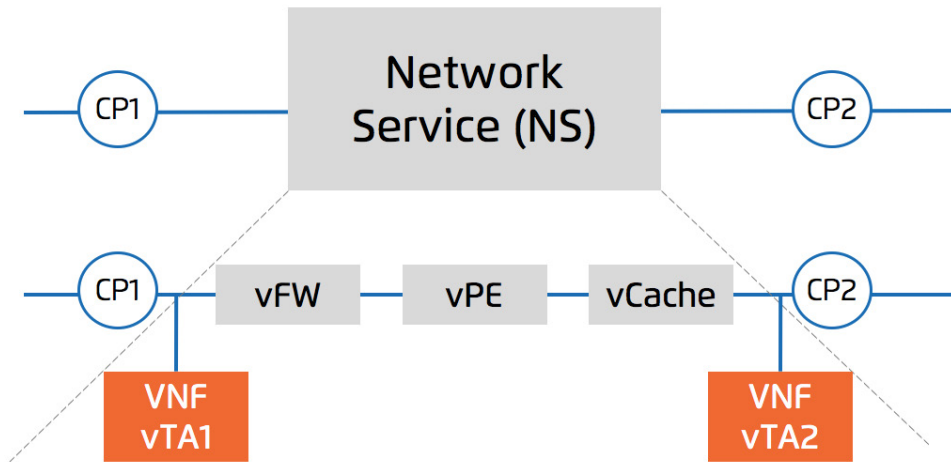 Network
Service (NS)
CP1
CP2
CP1
vFW
vPE
vCache
CP2
VNF
vTA1
VNF
vTA2